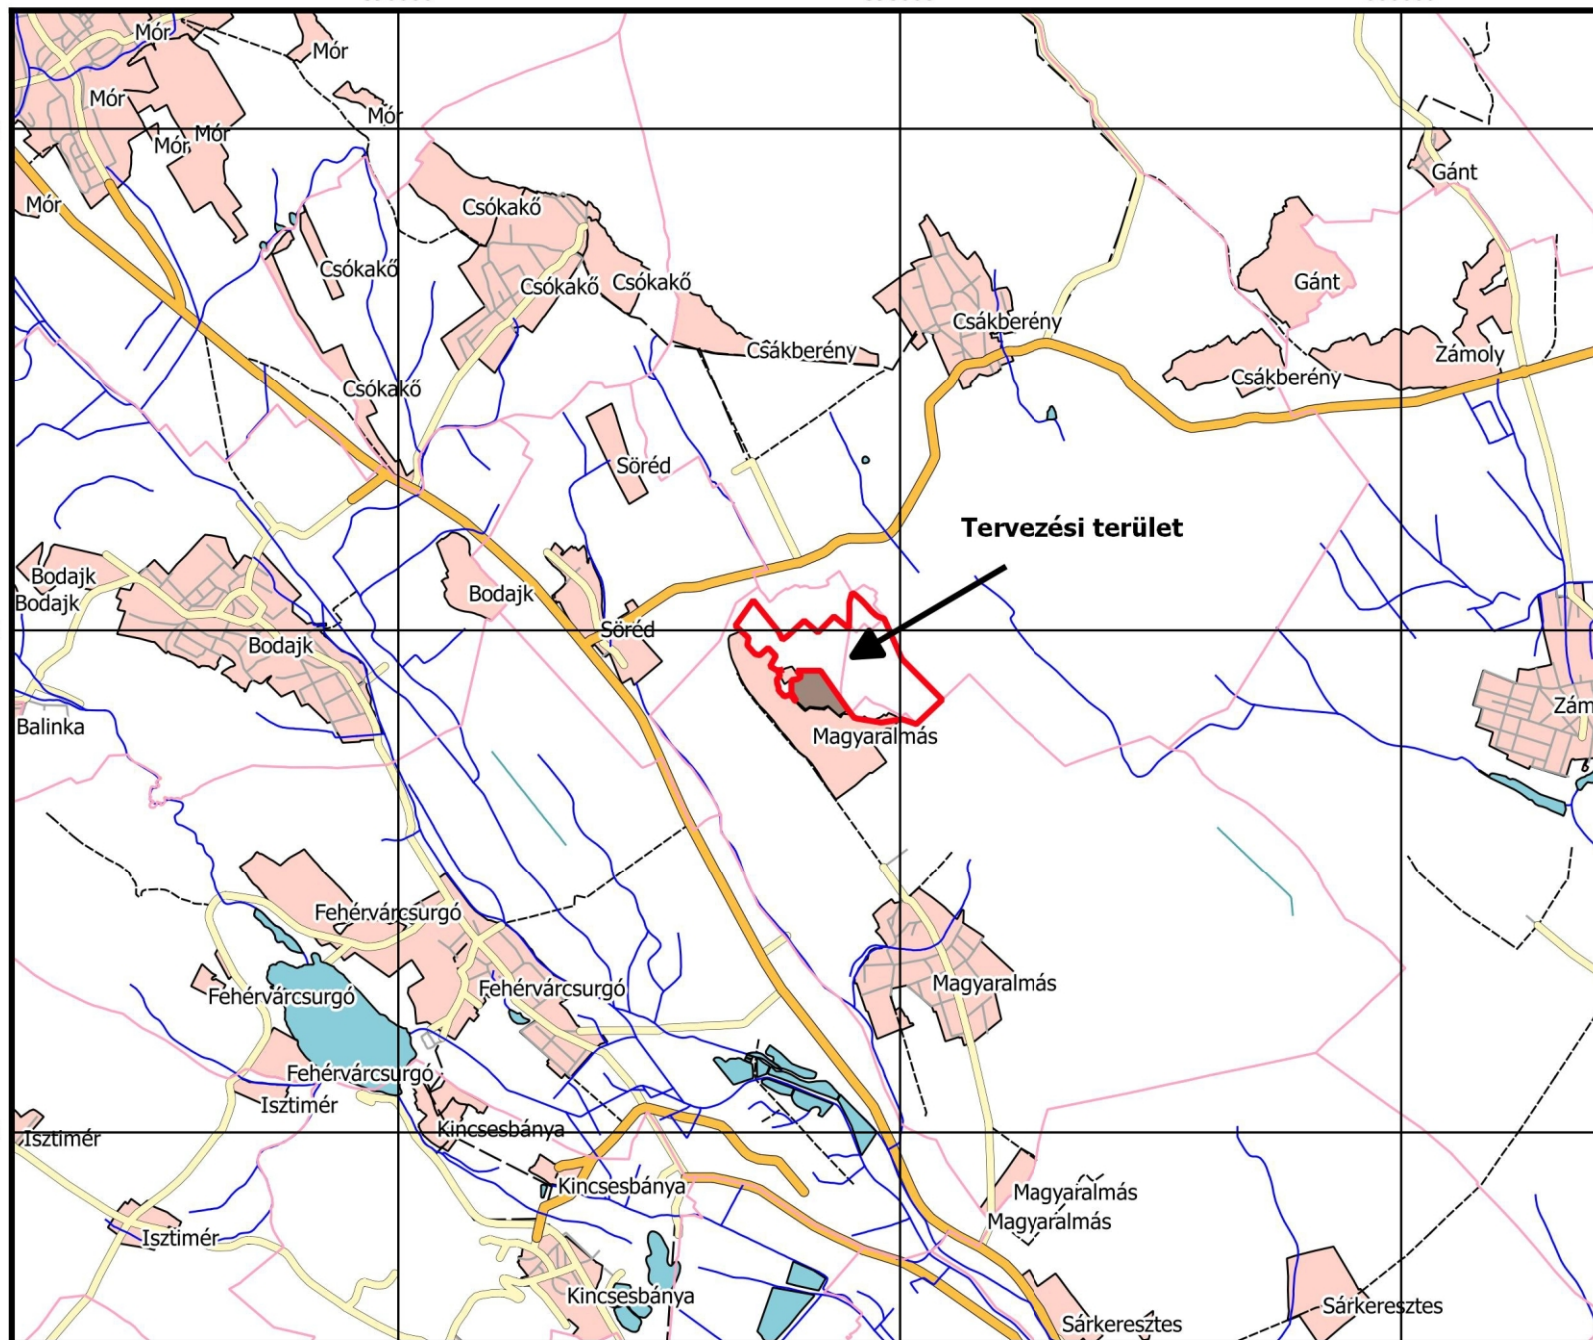 Mór
Mór
Mór
Mór
Mór
Mór
Mór
Gánt
Csókakő
Csókakő
Csókakő
Csókakő
Gánt
Csákberény
Csákberény
Zámoly
Csákberény
Csókakő
Söréd
Tervezési terület
Bodajk
Bodajk
Bodajk
Söréd
Bodajk
Zám
Balinka
Magyaralmás
Fehérvárcsurgó
Magyaralmás
Fehérvárcsurgó
Fehérvárcsurgó
Fehérvárcsurgó
Isztimér
Kincsesbánya
Isztimér
Kincsesbánya
Magyaralmás
Magyaralmás
Isztimér
Kincsesbánya
Sárkeresztes
Sárkeresztes